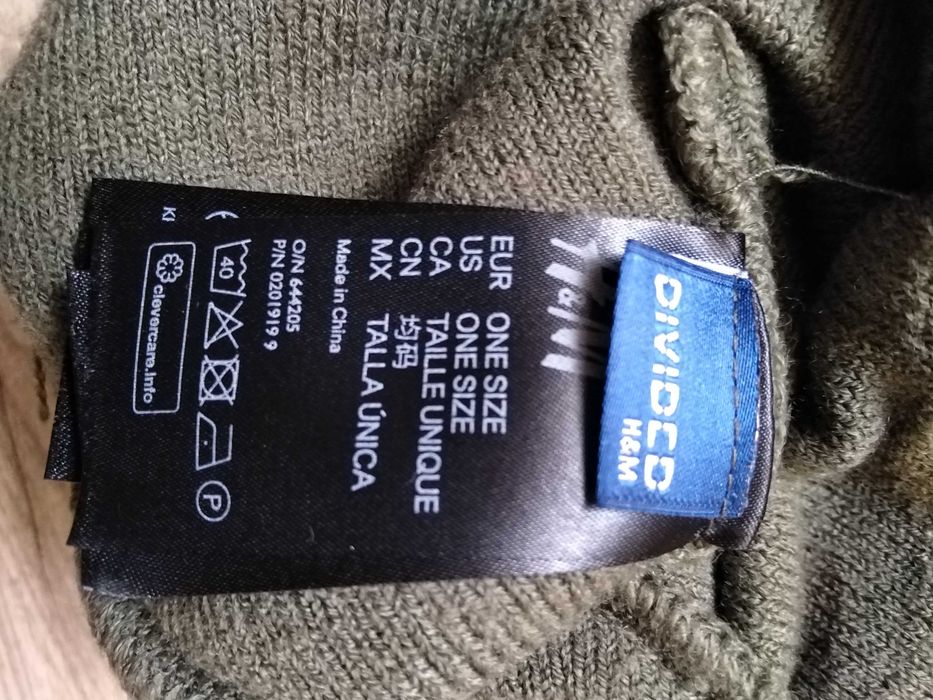 DIVIDED
H&M
H&M
EUR ONE SIZE
US ONE SIZE
CA TAILLE UNIQUE
CN 均码
MX TALLA ÚNICA
Made in China
O/N 644205
P/N 0201919 9
40
P
clevercare.info